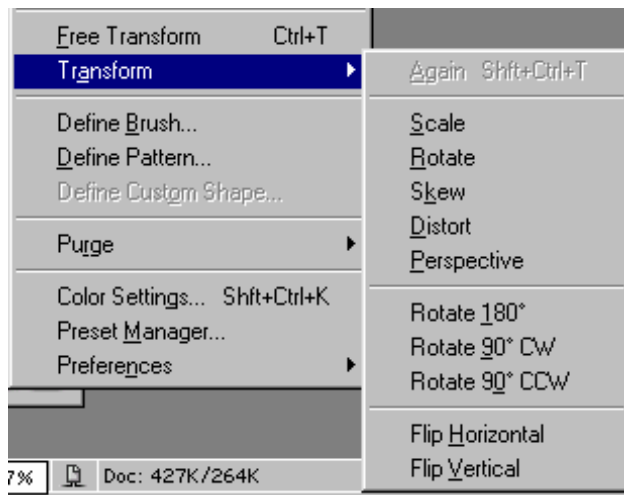 Free Transform Ctrl+T
Transform
Define Brush...
Define Pattern...
Define Custom Shape...
Purge
Color Settings... Shft+Ctrl+K
Preset Manager...
Preferences
Again Shft+Ctrl+T
Scale
Rotate
Skew
Distort
Perspective
Rotate 180°
Rotate 90° CW
Rotate 90° CCW
Flip Horizontal
Flip Vertical
7% Doc: 427K/264K